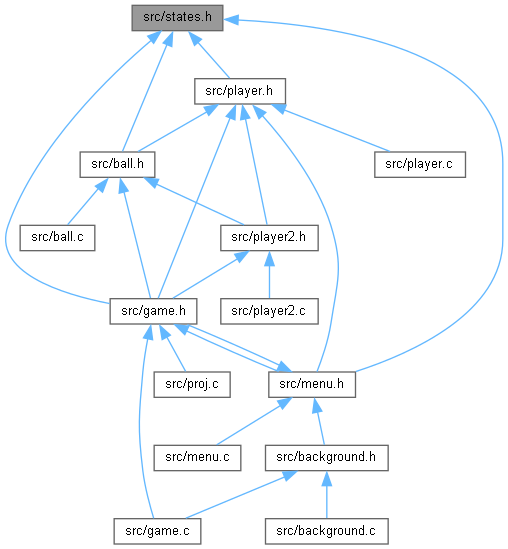 src/states.h
src/player.h
src/ball.h
src/player.c
src/ball.c
src/player2.h
src/game.h
src/player2.c
src/proj.c
src/menu.h
src/menu.c
src/background.h
src/game.c
src/background.c